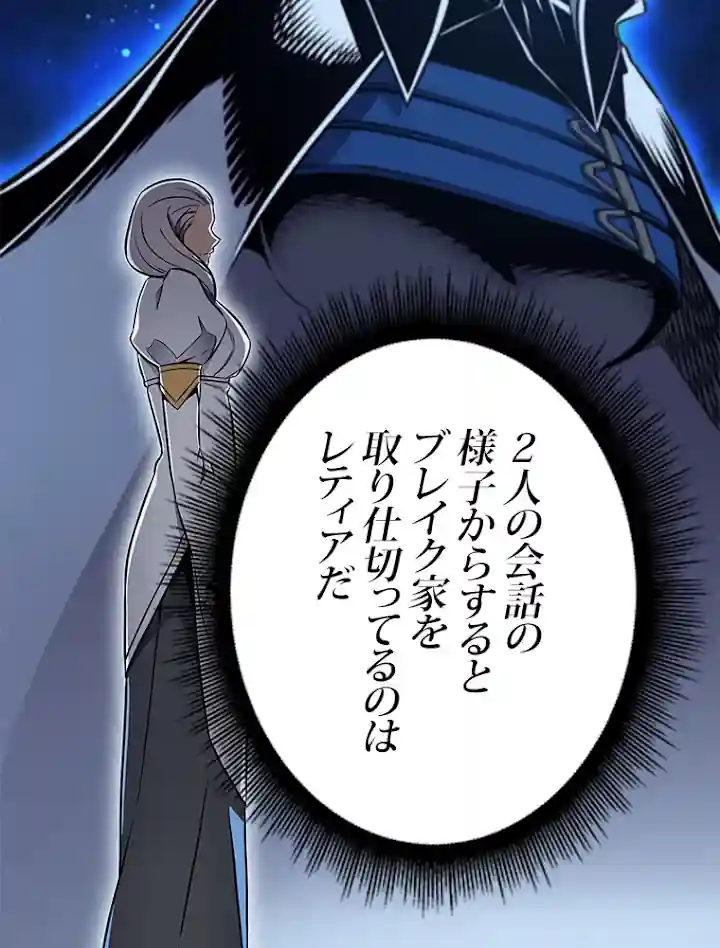 2人の会話の
様子からすると
ブレイク家を
取り仕切ってるのは
レティアだ